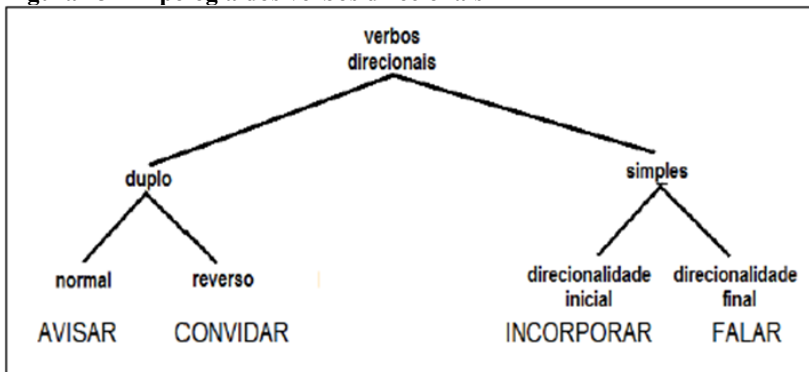 verbos
direcionais
duplo
simples
normal
reverso
direcionalidade
inicial
direcionalidade
final
AVISAR
CONVIDAR
INCORPORAR
FALAR